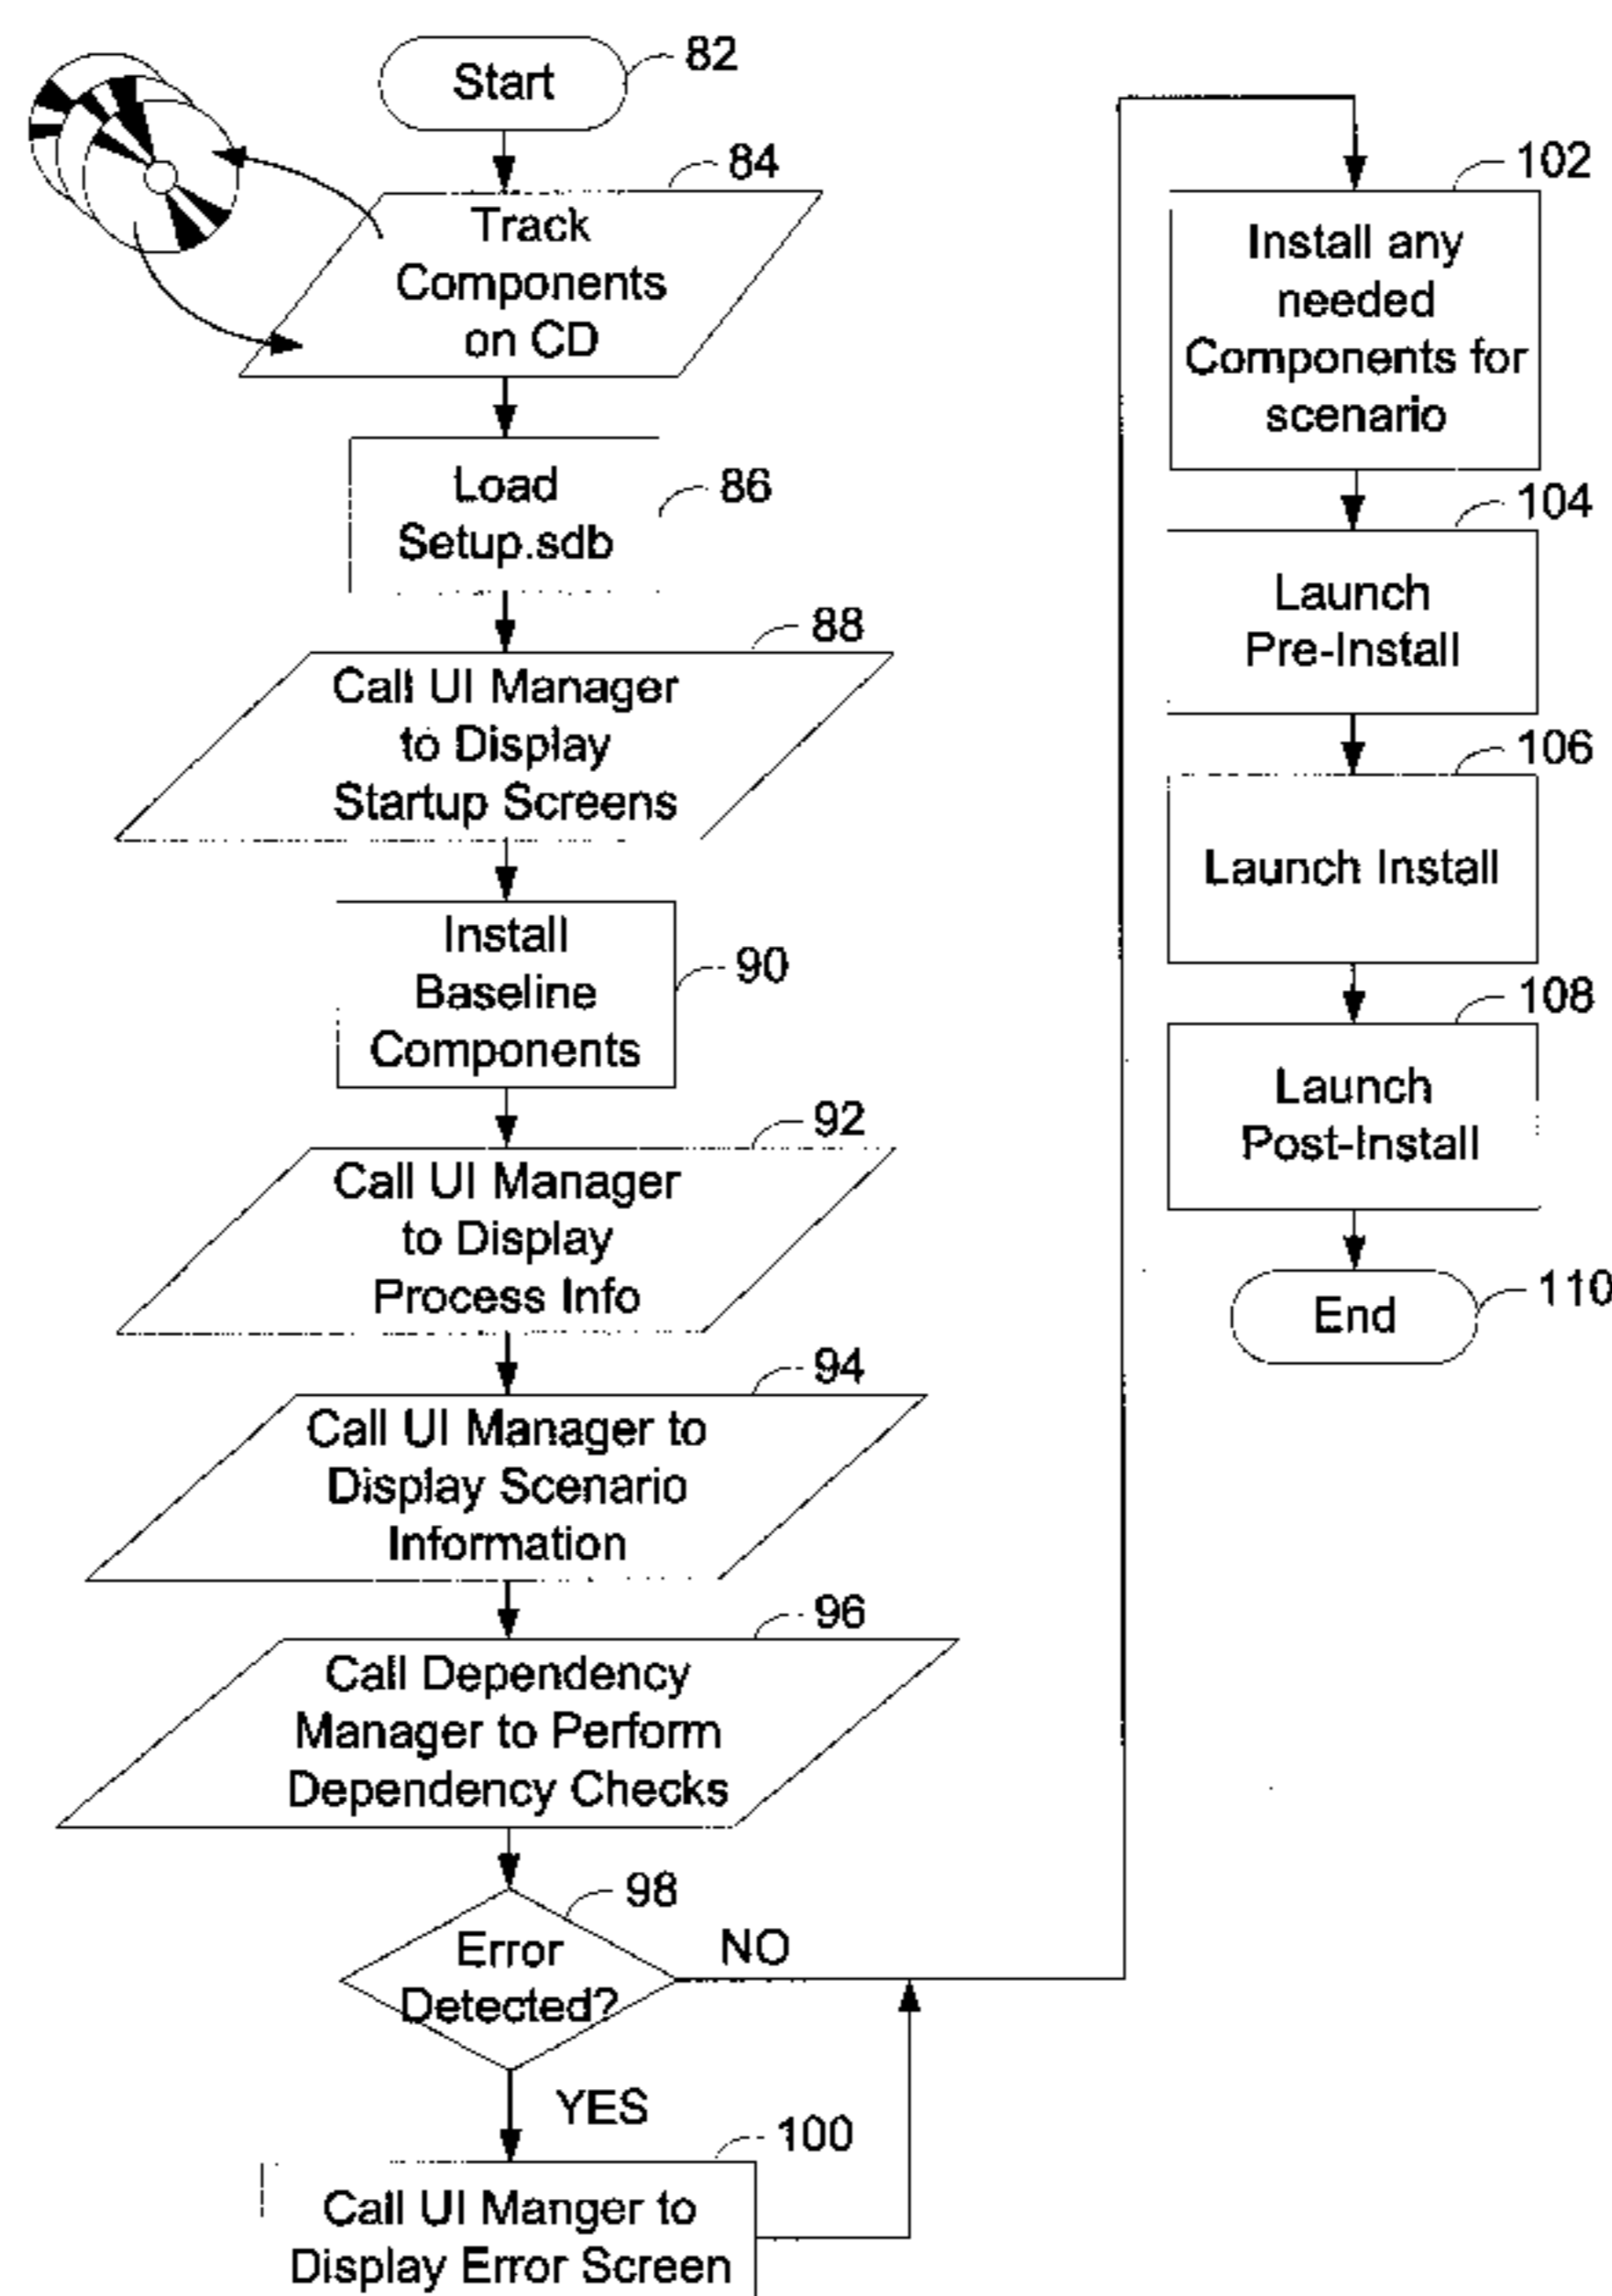 Start
82
84
Track
Components
on CD
Load
Setup.sdb
86
88
Call UI Manager
to Display
Startup Screens
Install
Baseline
Components
90
92
Call UI Manager
to Display
Process Info
94
Call UI Manager to
Display Scenario
Information
96
Call Dependency
Manager to Perform
Dependency Checks
98
Error
Detected?
NO
YES
100
Call UI Manger to
Display Error Screen
102
Install any
needed
Components for
scenario
104
Launch
Pre-Install
106
Launch Install
108
Launch
Post-Install
End
110